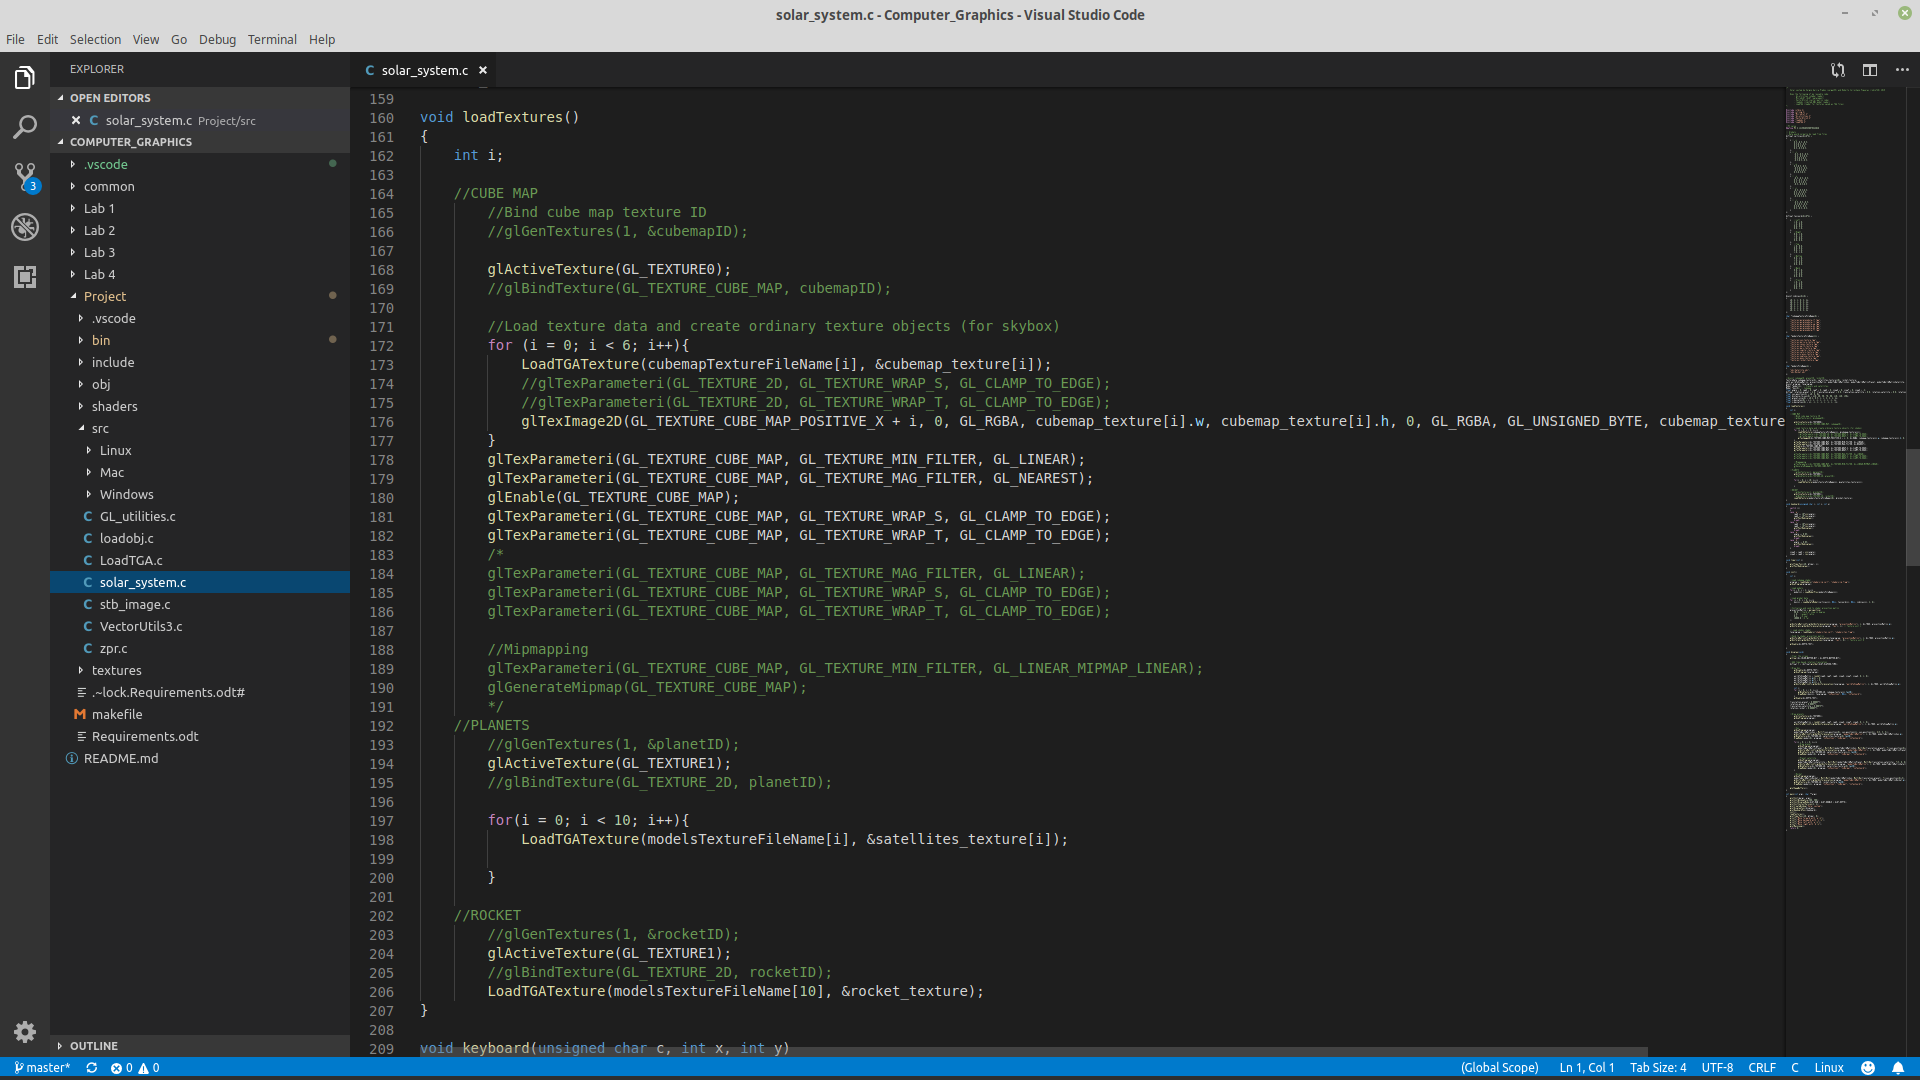 solar_system.c - Computer_Graphics - Visual Studio Code
File Edit Selection View Go Debug Terminal Help
EXPLORER
OPEN EDITORS
solar_system.c Project/src
COMPUTER_GRAPHICS
.vscode
common
Lab 1
Lab 2
Lab 3
Lab 4
Project
.vscode
bin
include
obj
shaders
src
Linux
Mac
Windows
GL_utilities.c
loadobj.c
LoadTGA.c
solar_system.c
stb_image.c
VectorUtils3.c
zpr.c
textures
.~lock.Requirements.odt#
makefile
Requirements.odt
README.md
OUTLINE
3
solar_system.c
159
160 void loadTextures()
161 {
162 int i;
163
164 //CUBE MAP
165 //Bind cube map texture ID
166 //glGenTextures(1, &cubemapID);
167
168 glActiveTexture(GL_TEXTURE0);
169 //glBindTexture(GL_TEXTURE_CUBE_MAP, cubemapID);
170
171 //Load texture data and create ordinary texture objects (for skybox)
172 for (i = 0; i < 6; i++){
173 LoadTGATexture(cubemapTextureFileName[i], &cubemap_texture[i]);
174 //glTexParameteri(GL_TEXTURE_2D, GL_TEXTURE_WRAP_S, GL_CLAMP_TO_EDGE);
175 //glTexParameteri(GL_TEXTURE_2D, GL_TEXTURE_WRAP_T, GL_CLAMP_TO_EDGE);
176 glTexImage2D(GL_TEXTURE_CUBE_MAP_POSITIVE_X + i, 0, GL_RGBA, cubemap_texture[i].w, cubemap_texture[i].h, 0, GL_RGBA, GL_UNSIGNED_BYTE, cubemap_texture
177 }
178 glTexParameteri(GL_TEXTURE_CUBE_MAP, GL_TEXTURE_MIN_FILTER, GL_LINEAR);
179 glTexParameteri(GL_TEXTURE_CUBE_MAP, GL_TEXTURE_MAG_FILTER, GL_NEAREST);
180 glEnable(GL_TEXTURE_CUBE_MAP);
181 glTexParameteri(GL_TEXTURE_CUBE_MAP, GL_TEXTURE_WRAP_S, GL_CLAMP_TO_EDGE);
182 glTexParameteri(GL_TEXTURE_CUBE_MAP, GL_TEXTURE_WRAP_T, GL_CLAMP_TO_EDGE);
183 /*
184 glTexParameteri(GL_TEXTURE_CUBE_MAP, GL_TEXTURE_MAG_FILTER, GL_LINEAR);
185 glTexParameteri(GL_TEXTURE_CUBE_MAP, GL_TEXTURE_WRAP_S, GL_CLAMP_TO_EDGE);
186 glTexParameteri(GL_TEXTURE_CUBE_MAP, GL_TEXTURE_WRAP_T, GL_CLAMP_TO_EDGE);
187
188 //Mipmapping
189 glTexParameteri(GL_TEXTURE_CUBE_MAP, GL_TEXTURE_MIN_FILTER, GL_LINEAR_MIPMAP_LINEAR);
190 glGenerateMipmap(GL_TEXTURE_CUBE_MAP);
191 */
192 //PLANETS
193 //glGenTextures(1, &planetID);
194 glActiveTexture(GL_TEXTURE1);
195 //glBindTexture(GL_TEXTURE_2D, planetID);
196
197 for(i = 0; i < 10; i++){
198 LoadTGATexture(modelsTextureFileName[i], &satellites_texture[i]);
199
200 }
201
202 //ROCKET
203 //glGenTextures(1, &rocketID);
204 glActiveTexture(GL_TEXTURE1);
205 //glBindTexture(GL_TEXTURE_2D, rocketID);
206 LoadTGATexture(modelsTextureFileName[10], &rocket_texture);
207 }
208
209 void keyboard(unsigned char c, int x, int y)
master* 0 0 (Global Scope) Ln 1, Col 1 Tab Size: 4 UTF-8 CRLF C Linux